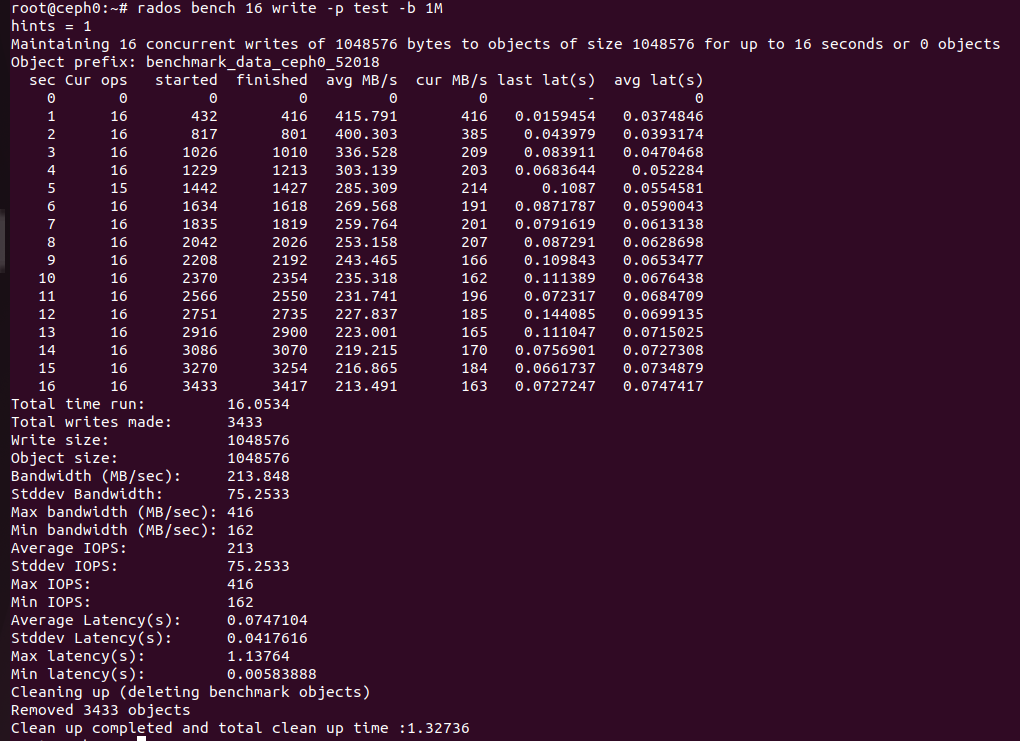 root@ceph0:~# rados bench 16 write -p test -b 1M
hints = 1
Maintaining 16 concurrent writes of 1048576 bytes to objects of size 1048576 for up to 16 seconds or 0 objects
Object prefix: benchmark_data_ceph0_52018
  sec Cur ops   started  finished  avg MB/s  cur MB/s last lat(s)  avg lat(s)
    0       0         0         0         0         0           -           0
    1      16       432       416   415.791       416   0.0159454   0.0374846
    2      16       817       801   400.303       385    0.043979   0.0393174
    3      16      1026      1010   336.528       209    0.083911   0.0470468
    4      16      1229      1213   303.139       203   0.0683644    0.052284
    5      15      1442      1427   285.309       214      0.1087   0.0554581
    6      16      1634      1618   269.568       191   0.0871787   0.0590043
    7      16      1835      1819   259.764       201   0.0791619   0.0613138
    8      16      2042      2026   253.158       207    0.087291   0.0628698
    9      16      2208      2192   243.465       166    0.109843   0.0653477
   10      16      2370      2354   235.318       162    0.111389   0.0676438
   11      16      2566      2550   231.741       196    0.072317   0.0684709
   12      16      2751      2735   227.837       185    0.144085   0.0699135
   13      16      2916      2900   223.001       165    0.111047   0.0715025
   14      16      3086      3070   219.215       170   0.0756901   0.0727308
   15      16      3270      3254   216.865       184   0.0661737   0.0734879
   16      16      3433      3417   213.491       163   0.0727247   0.0747417
Total time run:         16.0534
Total writes made:      3433
Write size:             1048576
Object size:            1048576
Bandwidth (MB/sec):     213.848
Stddev Bandwidth:       75.2533
Max bandwidth (MB/sec): 416
Min bandwidth (MB/sec): 162
Average IOPS:           213
Stddev IOPS:            75.2533
Max IOPS:               416
Min IOPS:               162
Average Latency(s):     0.0747104
Stddev Latency(s):      0.0417616
Max latency(s):         1.13764
Min latency(s):         0.00583888
Cleaning up (deleting benchmark objects)
Removed 3433 objects
Clean up completed and total clean up time :1.32736